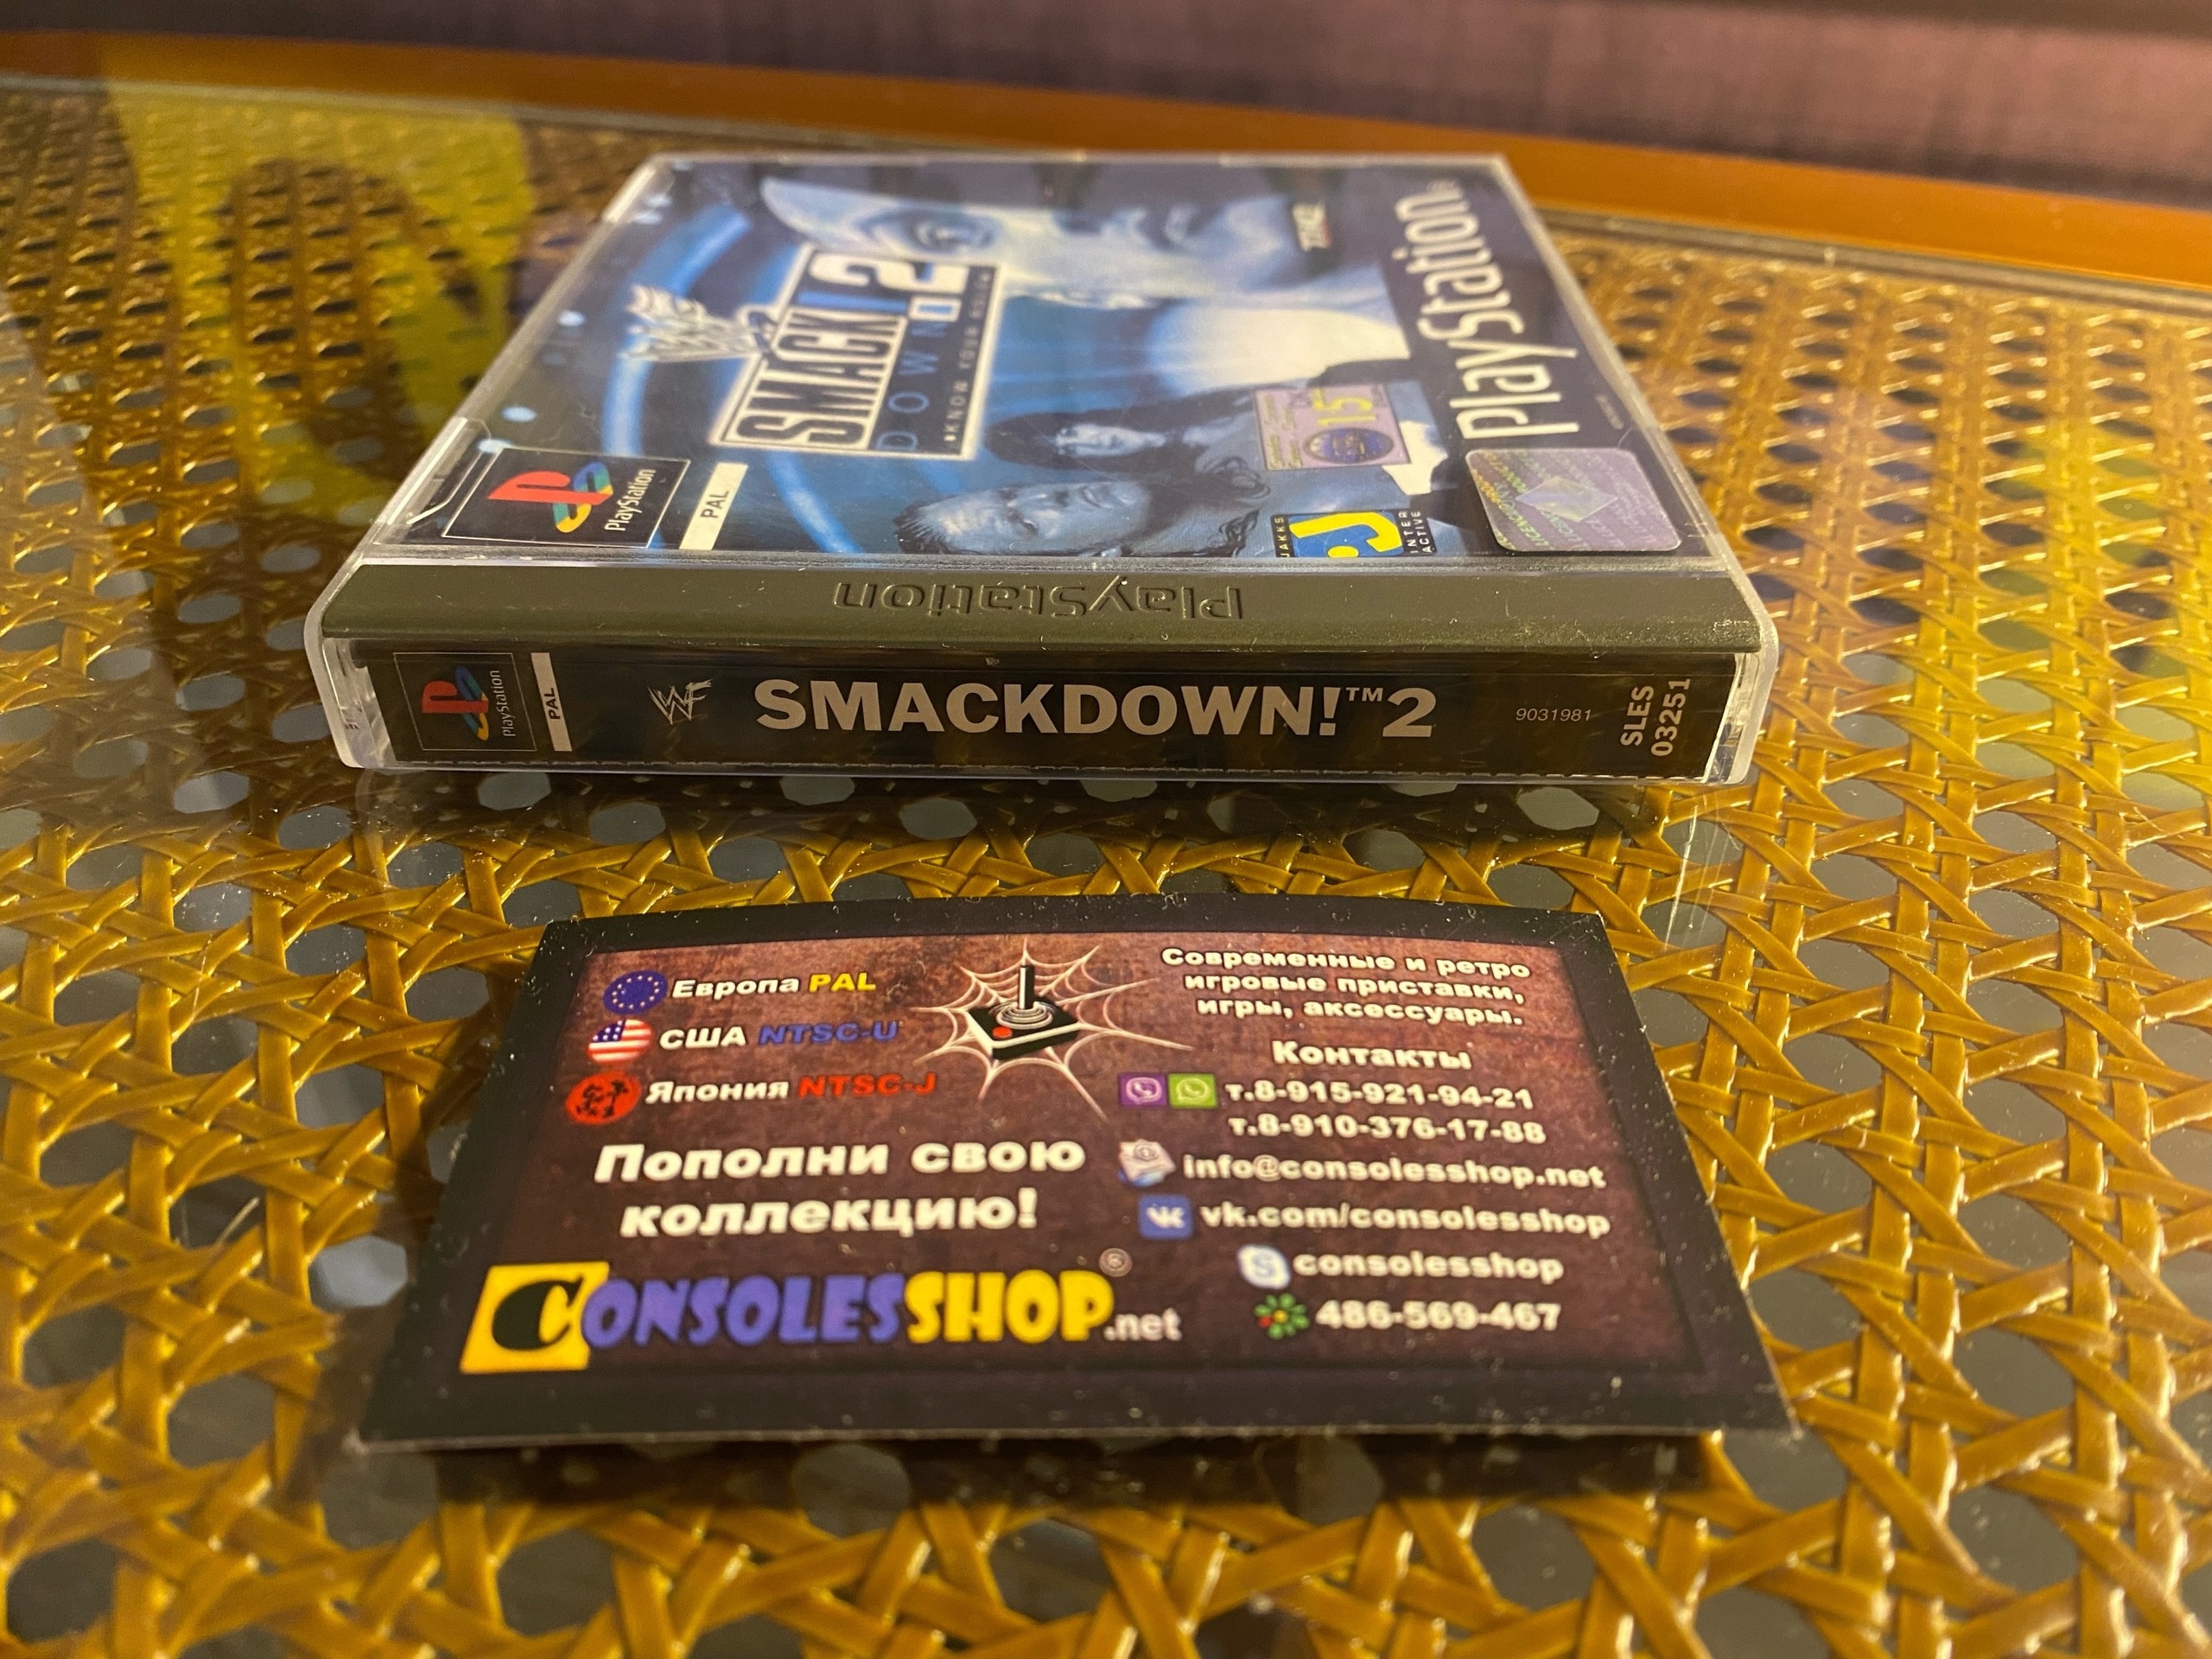 PlayStation
SMACK! 2
DOWN
KNOW YOUR ROLE
THQ
15
PlayStation
PAL
JAKKS
INTER
ACTIVE
PlayStation
PlayStation
PAL
WF
SMACKDOWN!™2
9031981
SLES
03251
Европа PAL
США NTSC-U
Япония NTSC-J
Пополни свою
коллекцию!
CONSOLESSHOP.net
®
Современные и ретро
игровые приставки,
игры, аксессуары.
Контакты
т.8-915-921-94-21
т.8-910-376-17-88
info@consolesshop.net
vk.com/consolesshop
consolesshop
486-569-467